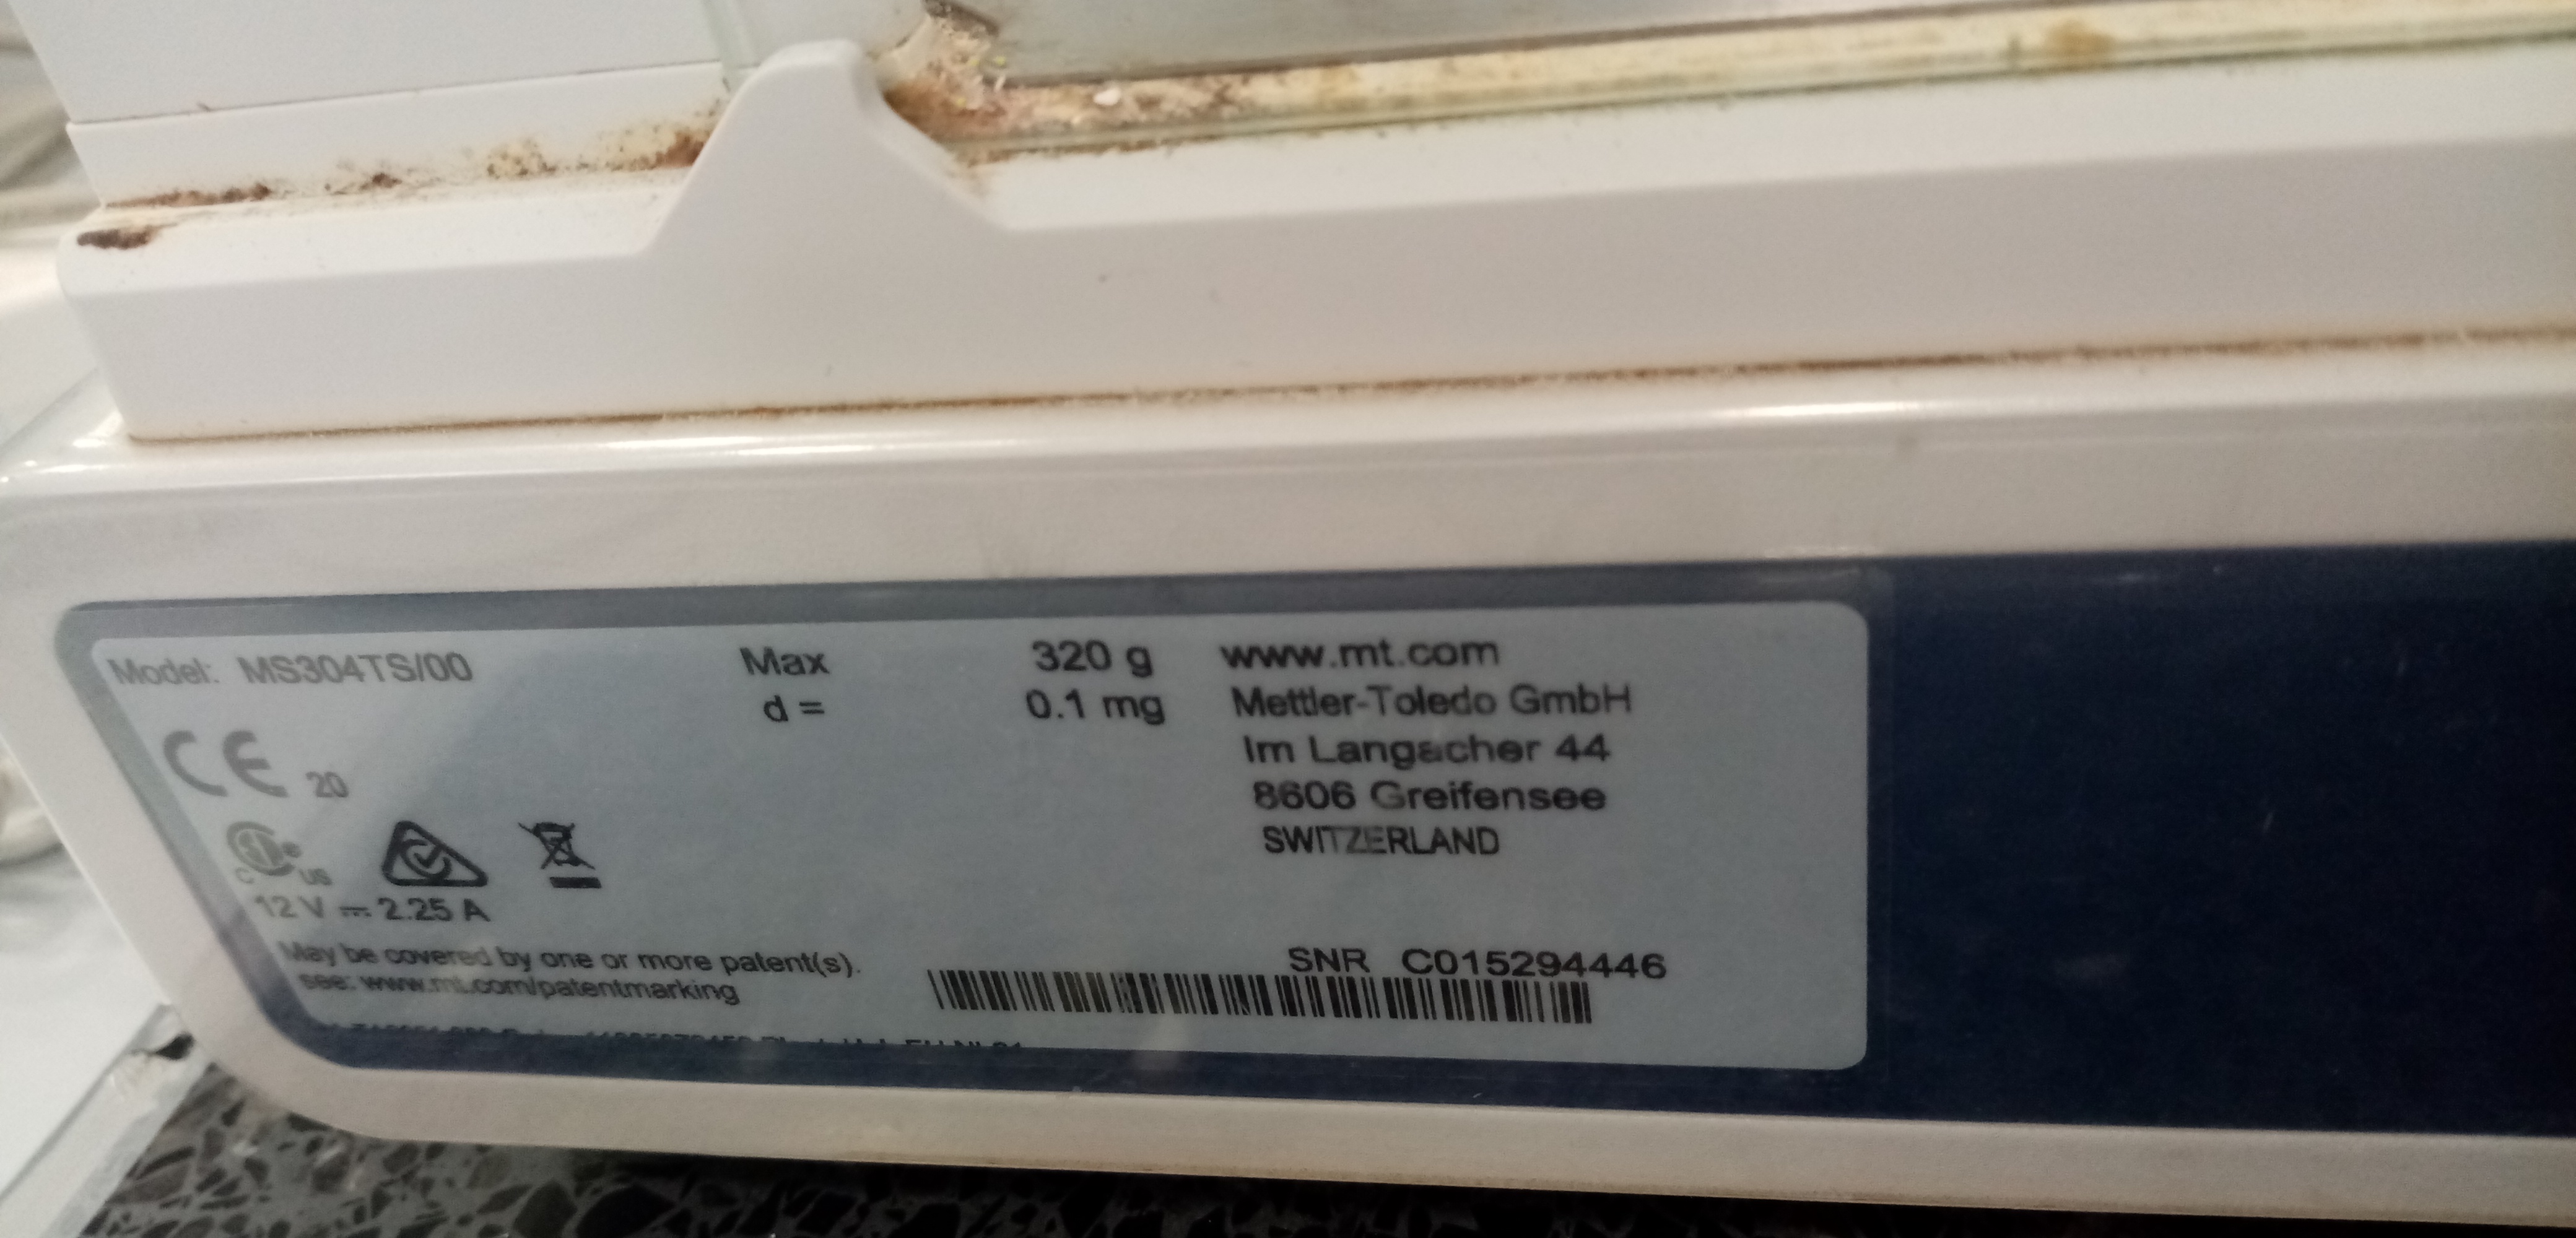 Model: MS304TS/00
Max 320 g
d = 0.1 mg
www.mt.com
Mettler-Toledo GmbH
Im Langacher 44
8606 Greifensee
SWITZERLAND
CE 20
C US
12 V ⎓ 2.25 A
May be covered by one or more patent(s).
see: www.mt.com/patentmarking
SNR C015294446